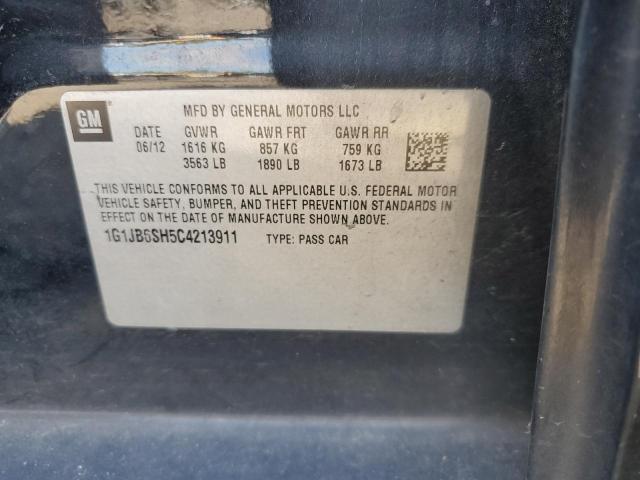 GM
MFD BY GENERAL MOTORS LLC
DATE GVWR GAWR FRT GAWR RR
06/12 1616 KG 857 KG 759 KG
3563 LB 1890 LB 1673 LB
THIS VEHICLE CONFORMS TO ALL APPLICABLE U.S. FEDERAL MOTOR
VEHICLE SAFETY, BUMPER, AND THEFT PREVENTION STANDARDS
IN EFFECT ON THE DATE OF MANUFACTURE SHOWN ABOVE.
1G1JB6SH5C4213911 TYPE: PASS CAR